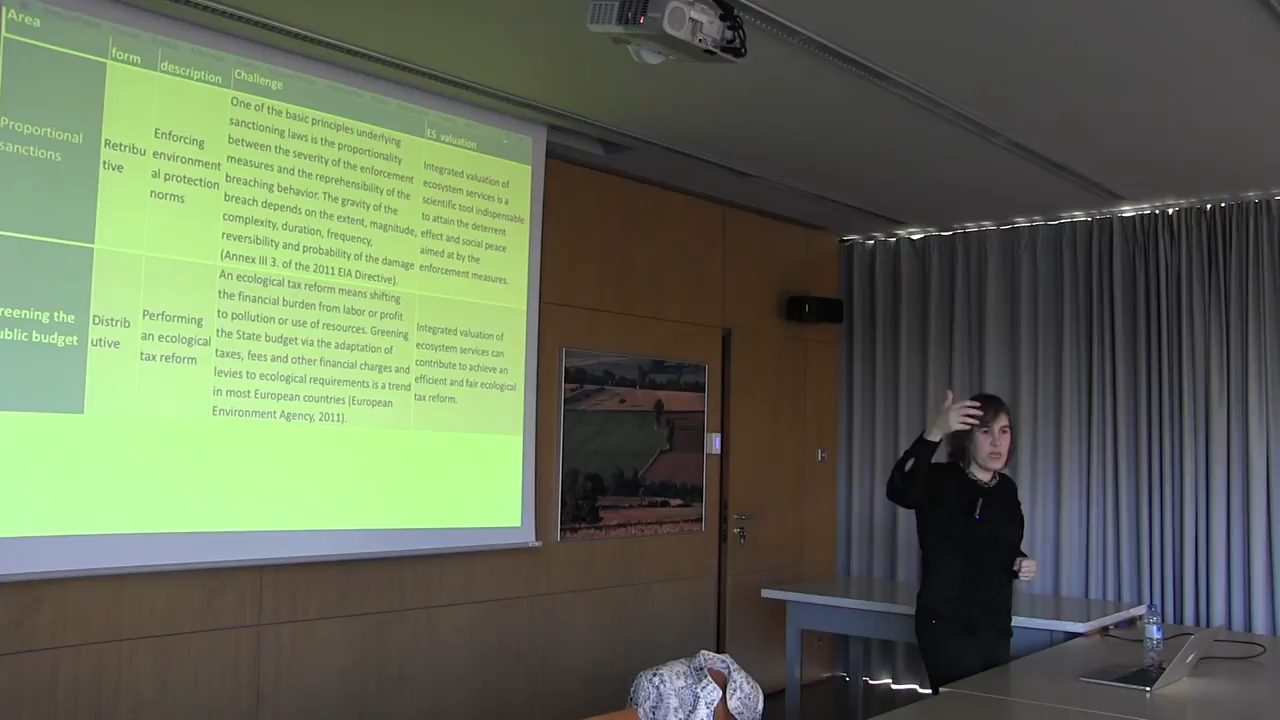 Area
form
description
Challenge
ES valuation
Proportional
sanctions
Retribu
tive
Enforcing
environment
al protection
norms
One of the basic principles underlying
sanctioning laws is the proportionality
between the severity of the enforcement
measures and the reprehensibility of the
breaching behavior. The gravity of the
breach depends on the extent, magnitude,
complexity, duration, frequency,
reversibility and probability of the damage
(Annex III 3. of the 2011 EIA Directive).
Integrated valuation of
ecosystem services is a
scientific tool indispensable
to attain the deterrent
effect and social peace
aimed at by the
enforcement measures.
reening the
ublic budget
Distrib
utive
Performing
an ecological
tax reform
An ecological tax reform means shifting
the financial burden from labor or profit
to pollution or use of resources. Greening
the State budget via the adaptation of
taxes, fees and other financial charges and
levies to ecological requirements is a trend
in most European countries (European
Environment Agency, 2011).
Integrated valuation of
ecosystem services can
contribute to achieve an
efficient and fair ecological
tax reform.